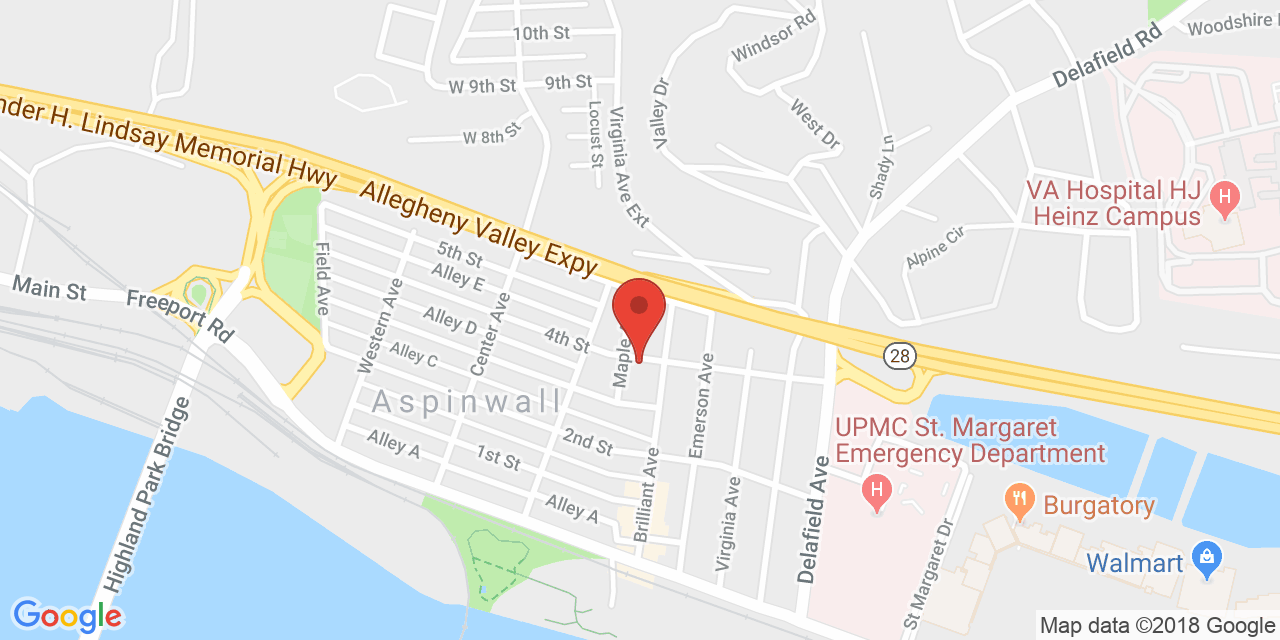 Woodshire
10th St
Windsor Rd
Delafield Rd
W 9th St
9th St
Valley Dr
nder H. Lindsay Memorial Hwy
W 8th St
Locust St
Virginia Ave Ext
West Dr
Shady Ln
VA Hospital HJ
Heinz Campus
H
Allegheny Valley Expy
Alpine Cir
Field Ave
5th St
Alley E
Main St
Freeport Rd
Western Ave
Center Ave
Alley D
4th St
Maple
28
Alley C
Aspinwall
Emerson Ave
UPMC St. Margaret
Emergency Department
H
Highland Park Bridge
Alley A
1st St
2nd St
Brilliant Ave
Virginia Ave
Delafield Ave
Alley A
Burgatory
Walmart
St Margaret Dr
Google
Map data ©2018 Google